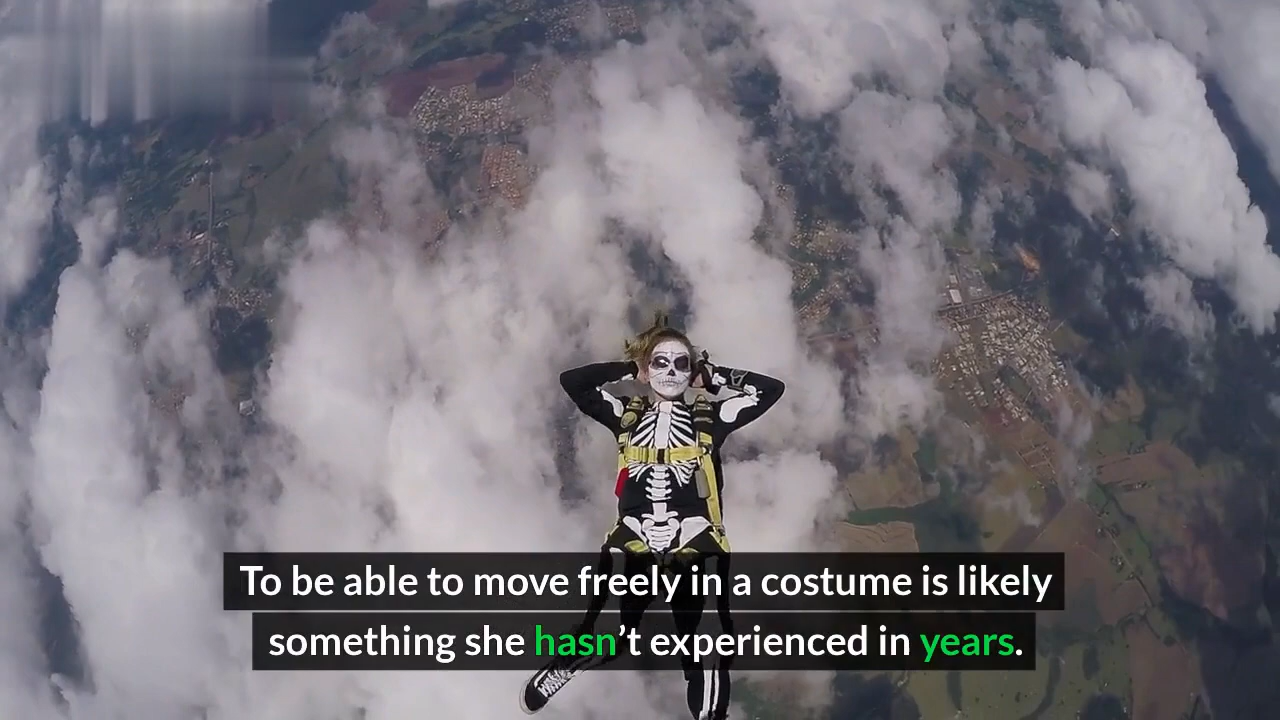 To be able to move freely in a costume is likely
something she hasn’t experienced in years.